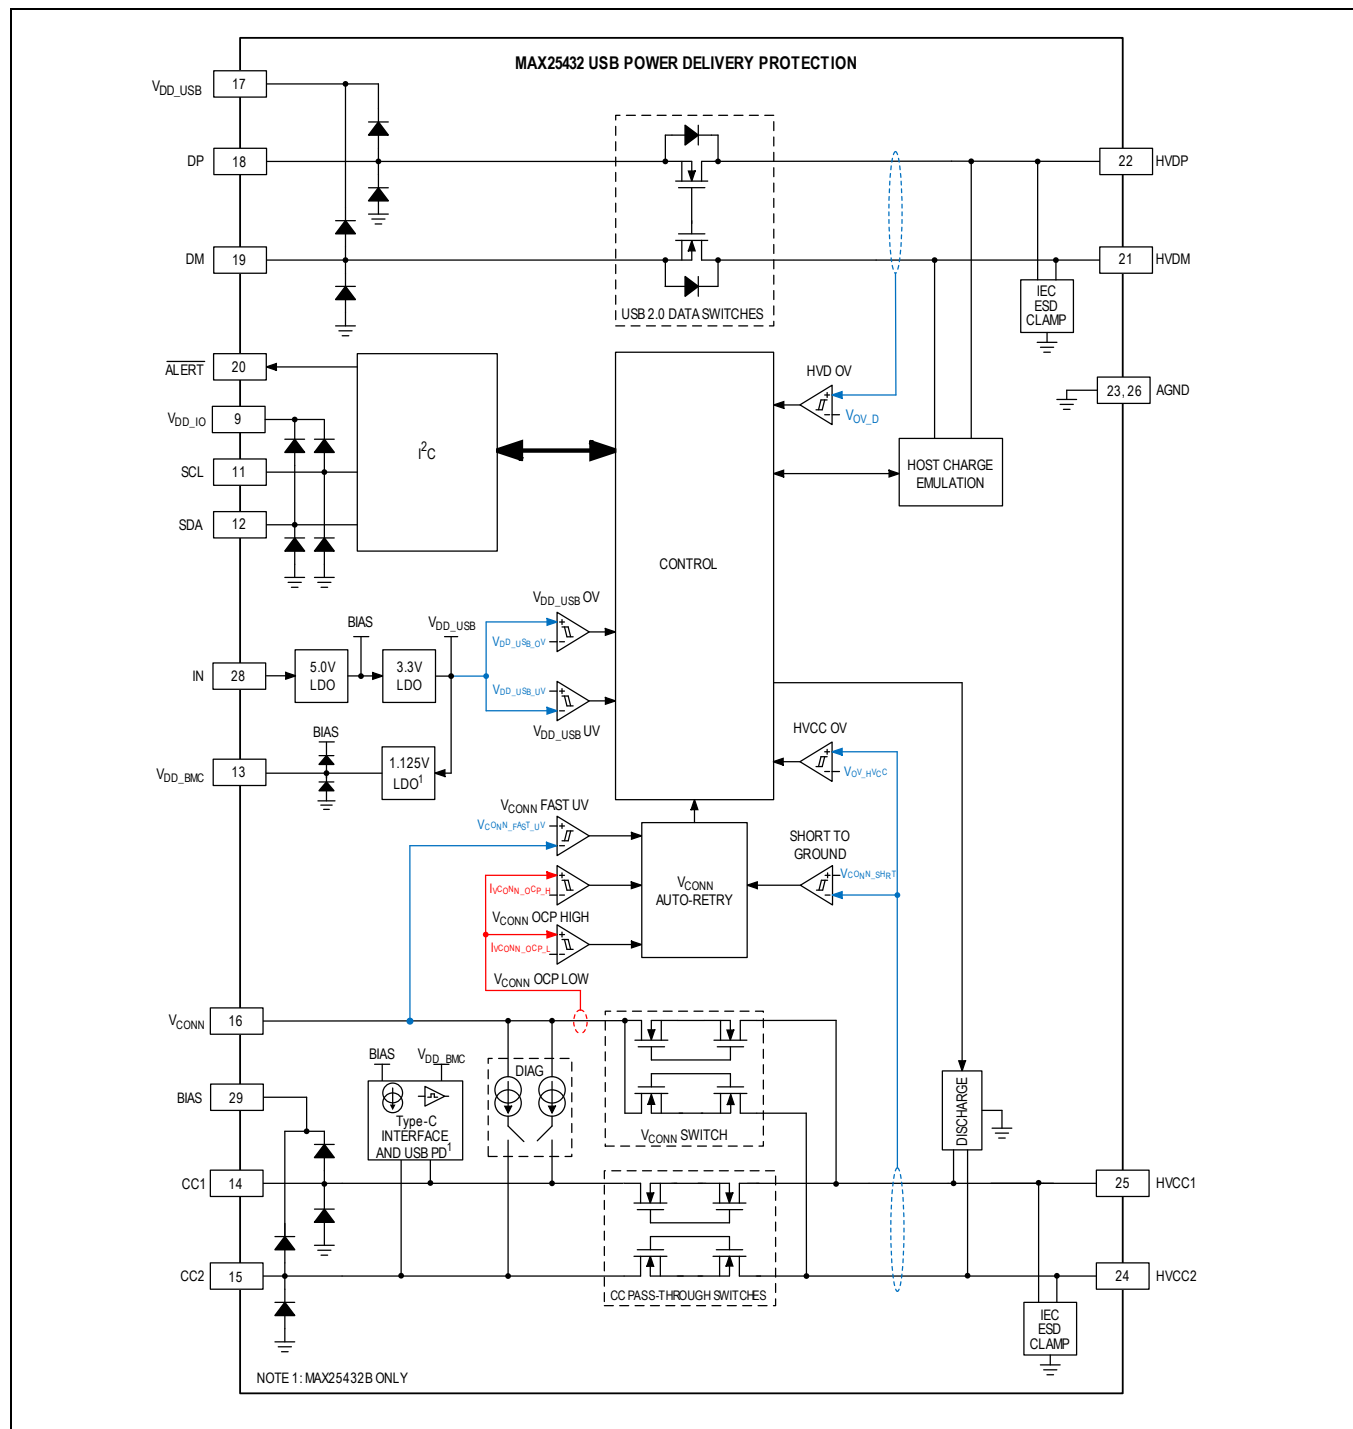 MAX25432 USB POWER DELIVERY PROTECTION
VDD_USB 17
DP 18
22 HVDP
DM 19
21 HVDM
IEC
ESD
CLAMP
USB 2.0 DATA SWITCHES
ALERT 20
HVD OV
+
-
VOV_D
23, 26 AGND
VDD_IO 9
I2C
SCL 11
HOST CHARGE
EMULATION
SDA 12
CONTROL
VDD_USB OV
BIAS
VDD_USB
+
-
VDD_USB_OV
IN 28
5.0V
LDO
3.3V
LDO
VDD_USB_UV
+
-
VDD_USB UV
BIAS
HVCC OV
+
-
VOV_HVCC
VDD_BMC 13
1.125V
LDO1
VCONN FAST UV
VCONN_FAST_UV
+
-
SHORT TO
GROUND
+
-
VCONN_SHRT
VCONN
AUTO-RETRY
+
-
IVCONN_OCP_H
VCONN OCP HIGH
+
-
IVCONN_OCP_L
VCONN OCP LOW
VCONN 16
BIAS
VDD_BMC
DIAG
BIAS 29
Type-C
INTERFACE
AND USB PD1
VCONN SWITCH
DISCHARGE
CC1 14
25 HVCC1
CC2 15
24 HVCC2
CC PASS-THROUGH SWITCHES
IEC
ESD
CLAMP
NOTE 1: MAX25432B ONLY